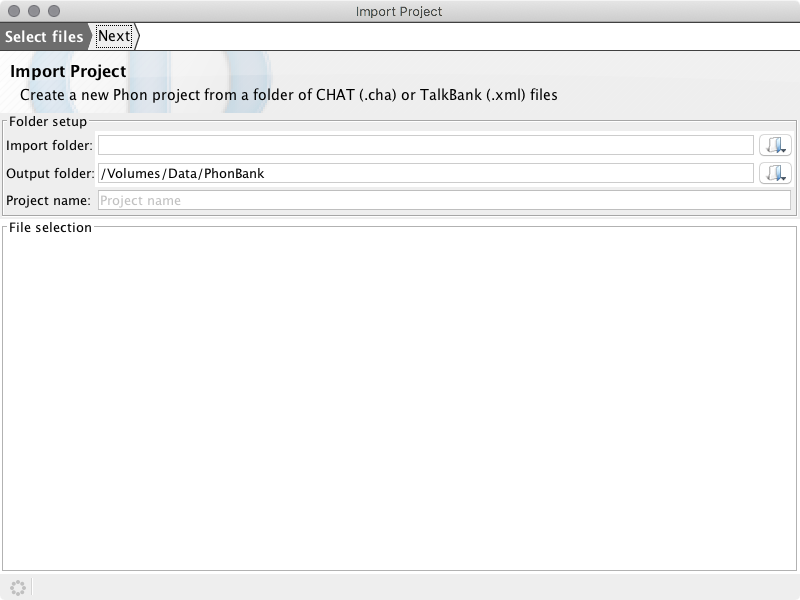 Import Project
Select files Next
Import Project
Create a new Phon project from a folder of CHAT (.cha) or TalkBank (.xml) files
Folder setup
Import folder:
Output folder: /Volumes/Data/PhonBank
Project name: Project name
File selection